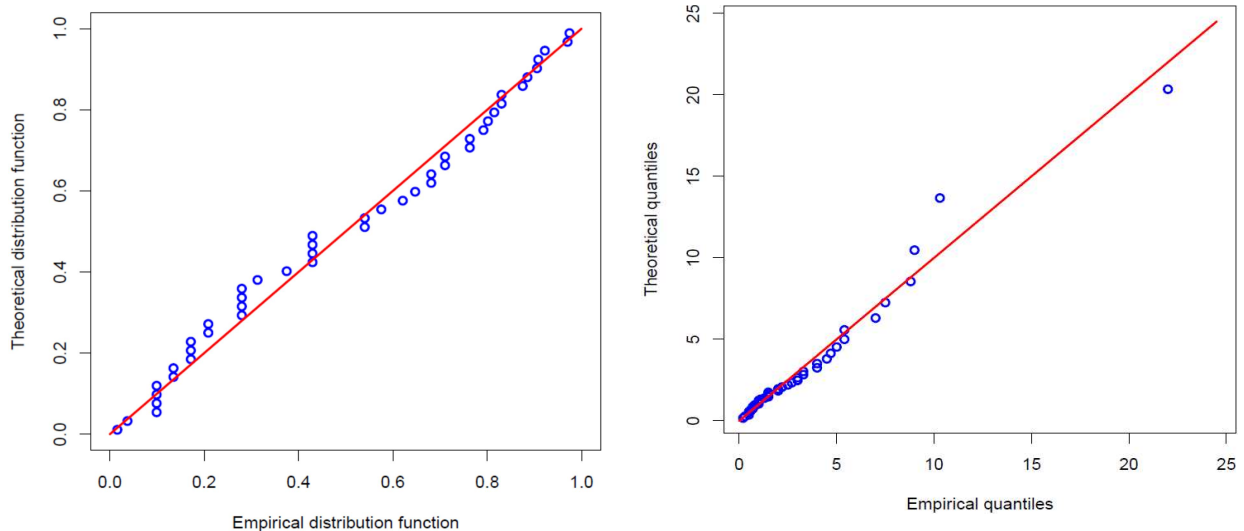 Theoretical distribution function
1.0
0.8
0.6
0.4
0.2
0.0
0.0 0.2 0.4 0.6 0.8 1.0
Empirical distribution function
Theoretical quantiles
25
20
15
10
5
0
0 5 10 15 20 25
Empirical quantiles